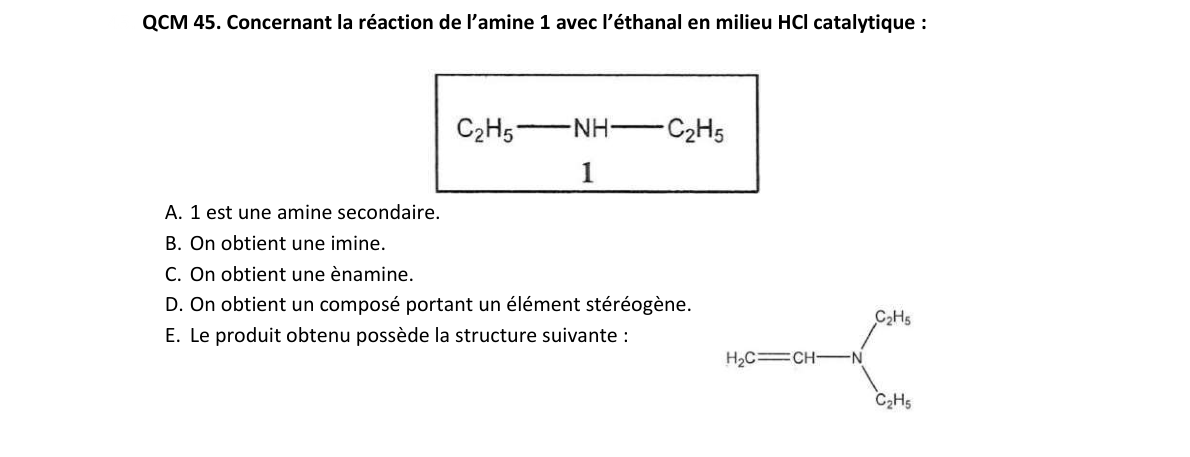 QCM 45. Concernant la réaction de l’amine 1 avec l’éthanal en milieu HCl catalytique :
C₂H₅—NH—C₂H₅
1
A. 1 est une amine secondaire.
B. On obtient une imine.
C. On obtient une ènamine.
D. On obtient un composé portant un élément stéréogène.
E. Le produit obtenu possède la structure suivante :
C₂H₅
H₂C=CH—N
C₂H₅